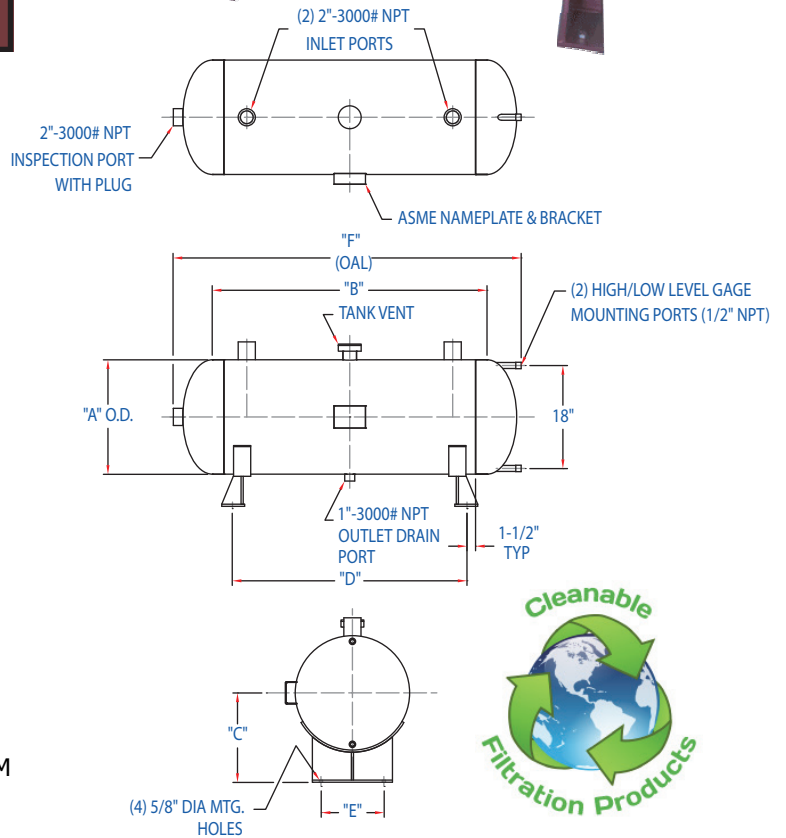 (2) 2"-3000# NPT
INLET PORTS
2"-3000# NPT
INSPECTION PORT
WITH PLUG
ASME NAMEPLATE & BRACKET
"F"
(OAL)
"B"
TANK VENT
(2) HIGH/LOW LEVEL GAGE
MOUNTING PORTS (1/2" NPT)
"A" O.D.
18"
1"-3000# NPT
OUTLET DRAIN
PORT
1-1/2"
TYP
"D"
"C"
M
(4) 5/8" DIA MTG.
HOLES
"E"
Cleanable
Filtration Products